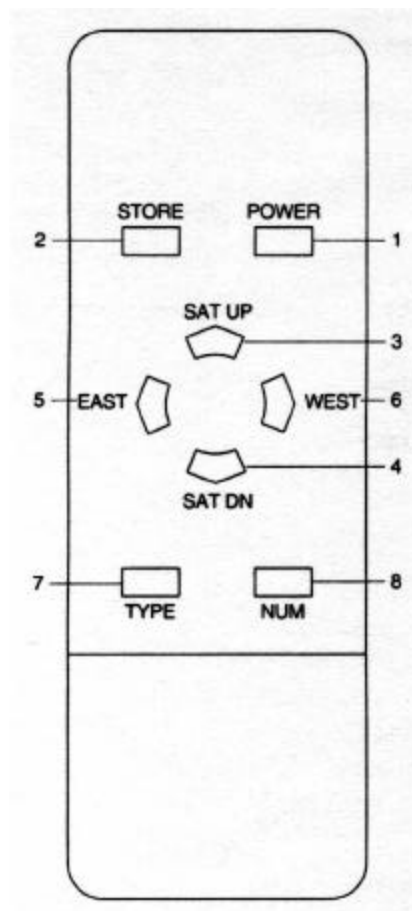 STORE POWER
2 1
SAT UP
3
5 EAST WEST 6
4
SAT DN
7 8
TYPE NUM